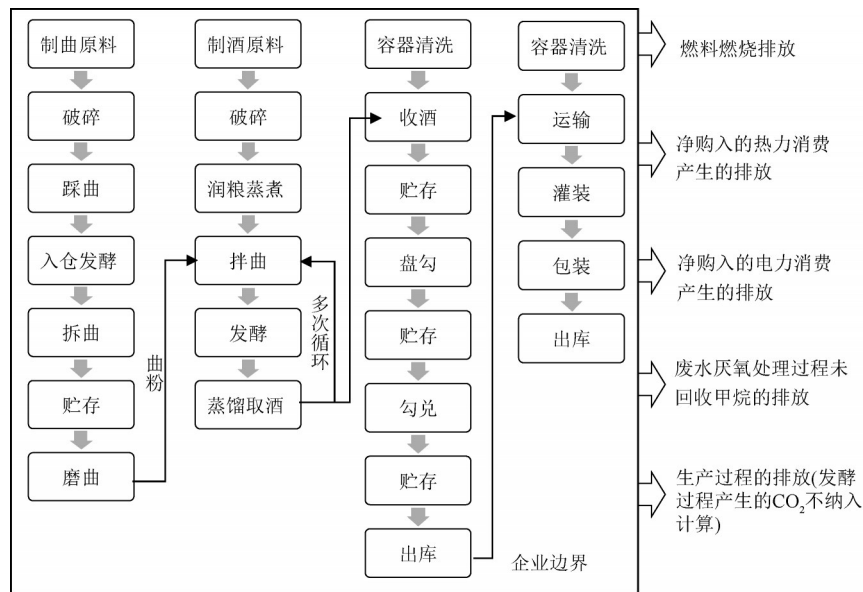 制曲原料
破碎
踩曲
入仓发酵
拆曲
贮存
磨曲
曲粉
制酒原料
破碎
润粮蒸煮
拌曲
发酵
蒸馏取酒
多次循环
容器清洗
收酒
贮存
盘勾
贮存
勾兑
贮存
出库
容器清洗
运输
灌装
包装
出库
企业边界
燃料燃烧排放
净购入的热力消费
产生的排放
净购入的电力消费
产生的排放
废水厌氧处理过程未
回收甲烷的排放
生产过程的排放(发酵
过程产生的CO₂不纳入
计算)